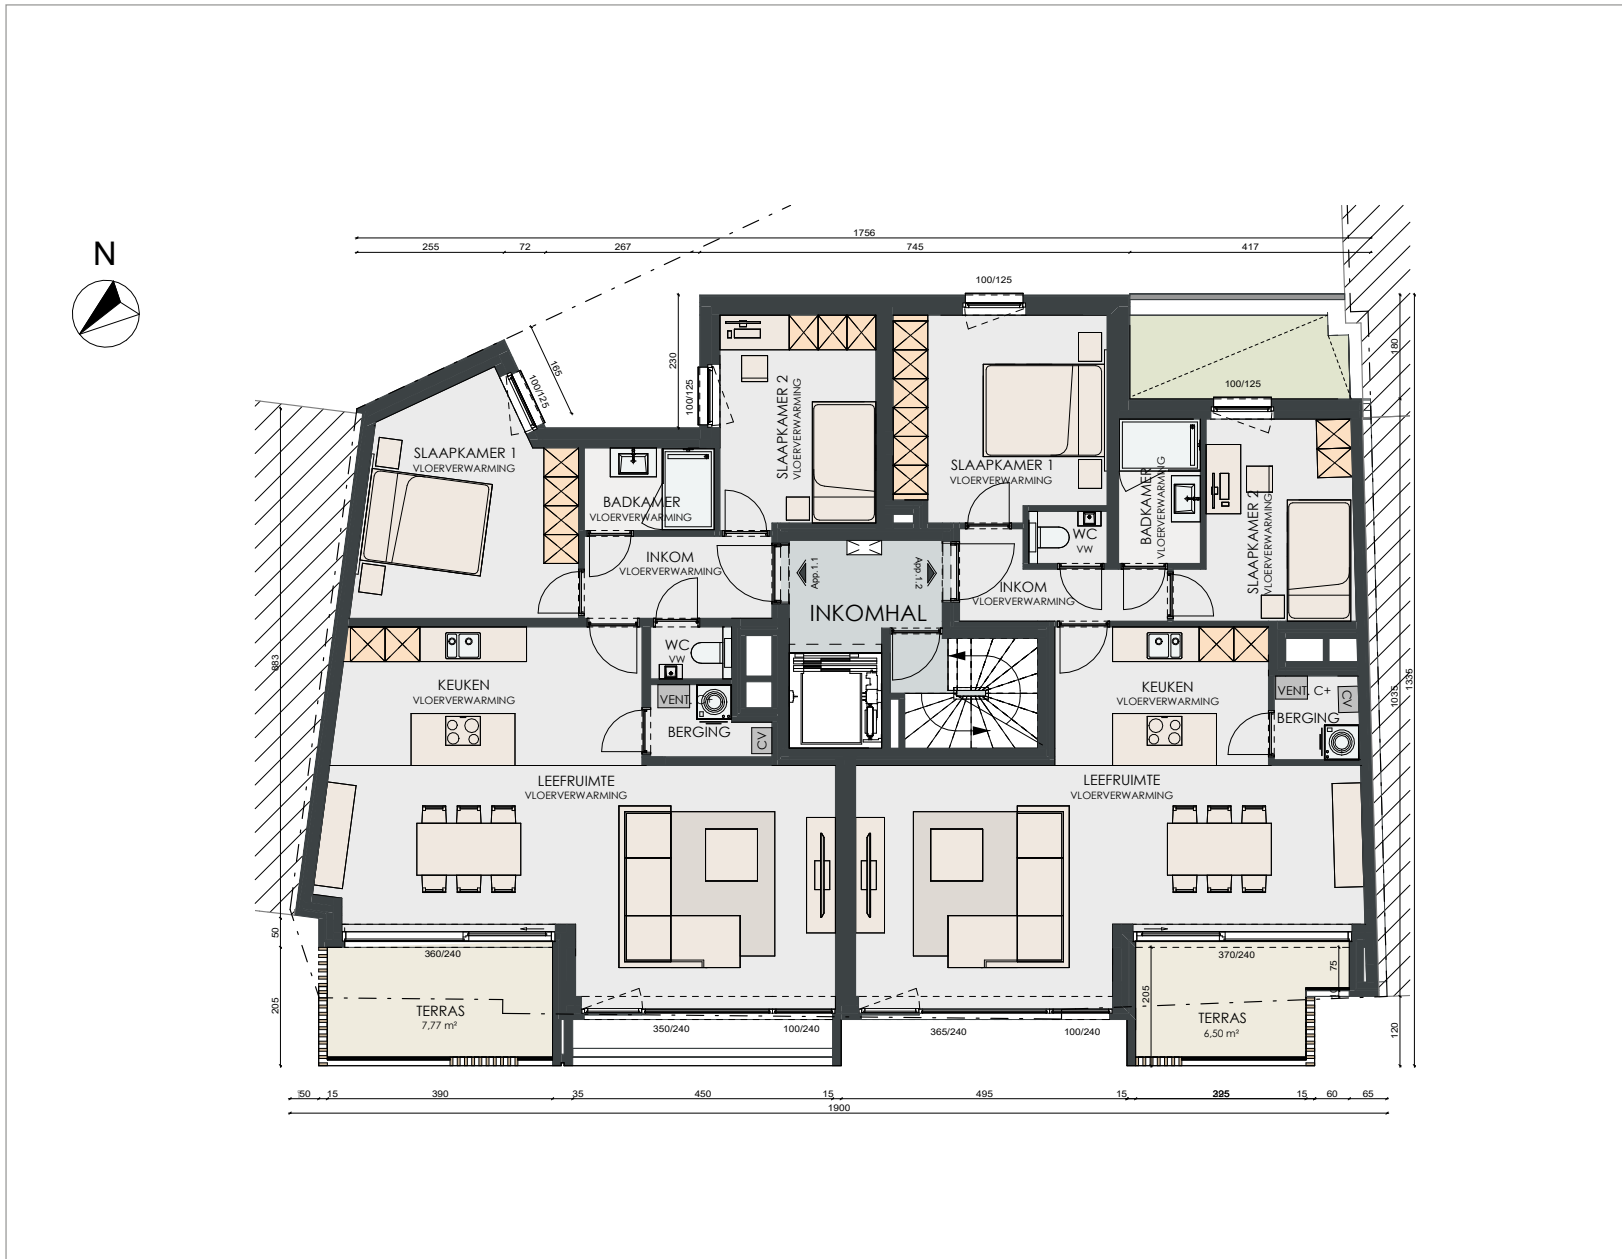 N
1756
255
72
267
745
417
100/125
165
100/125
230
100/125
180
100/125
SLAAPKAMER 1
VLOERVERWARMING
BADKAMER
VLOERVERWARMING
SLAAPKAMER 2
VLOERVERWARMING
SLAAPKAMER 1
VLOERVERWARMING
BADKAMER
VLOERVERWARMING
SLAAPKAMER 2
VLOERVERWARMING
WC
VW
INKOM
VLOERVERWARMING
App.1.1
App.1.2
INKOM
VLOERVERWARMING
INKOMHAL
883
WC
VW
KEUKEN
VLOERVERWARMING
VENT. C+
BERGING
CV
KEUKEN
VLOERVERWARMING
VENT. C+
CV
BERGING
1035
1335
LEEFRUIMTE
VLOERVERWARMING
LEEFRUIMTE
VLOERVERWARMING
50
360/240
370/240
75
205
205
TERRAS
7,77 m²
350/240
100/240
365/240
100/240
TERRAS
6,50 m²
120
50
15
390
35
450
15
495
15
15
60
65
1900